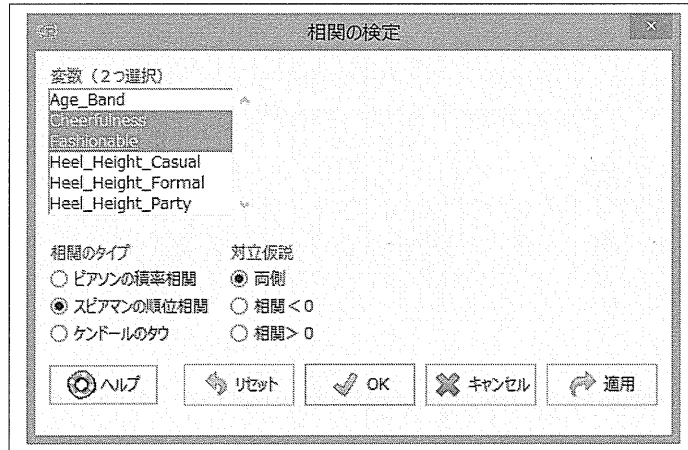 相関の検定
変数（2つ選択）
Age_Band
Cheerfulness
Fashionable
Heel_Height_Casual
Heel_Height_Formal
Heel_Height_Party
相関のタイプ 対立仮説
ピアソンの積率相関 両側
スピアマンの順位相関 相関＜0
ケンドールのタウ 相関＞0
ヘルプ リセット OK キャンセル 適用